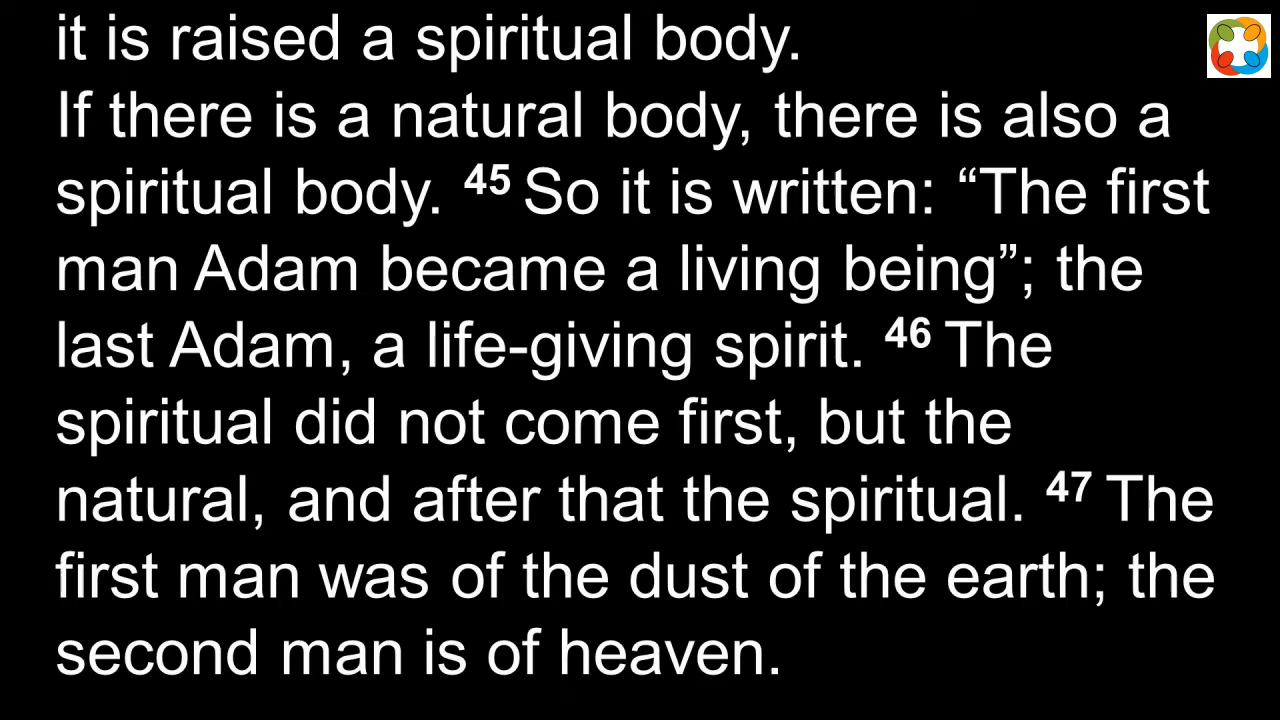 it is raised a spiritual body.
If there is a natural body, there is also a
spiritual body. 45 So it is written: “The first
man Adam became a living being”; the
last Adam, a life-giving spirit. 46 The
spiritual did not come first, but the
natural, and after that the spiritual. 47 The
first man was of the dust of the earth; the
second man is of heaven.